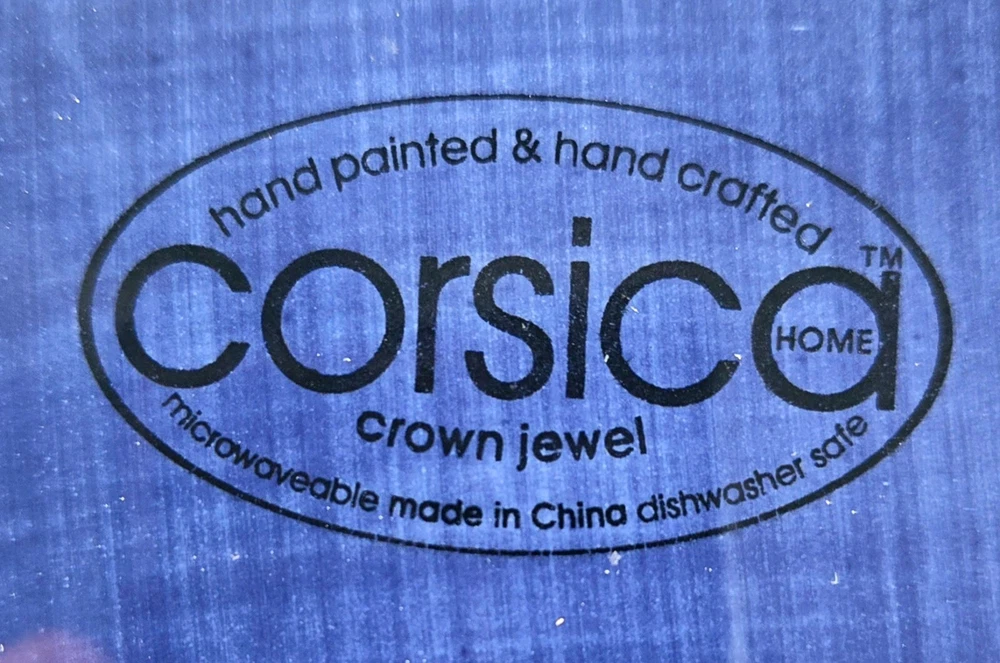 hand painted & hand crafted
corsica™
HOME
crown jewel
microwaveable made in China dishwasher safe